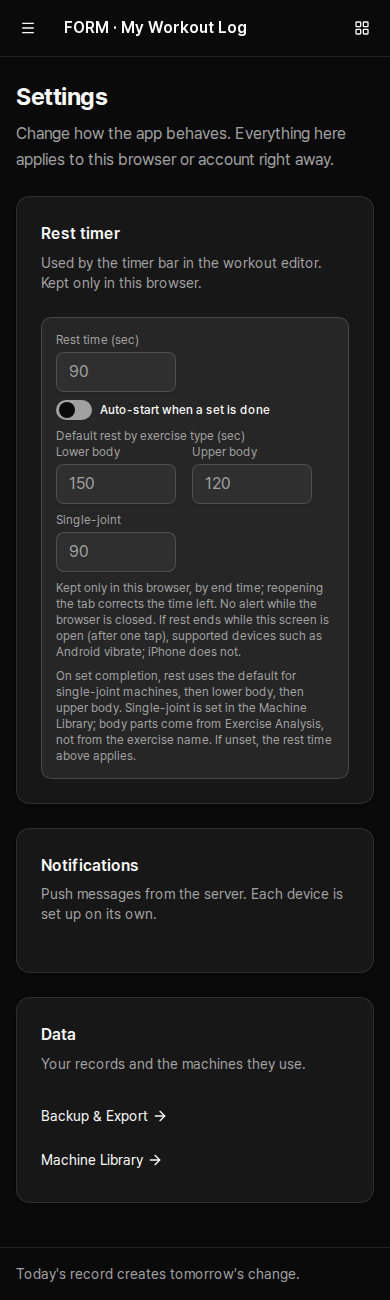 FORM · My Workout Log
Settings
Change how the app behaves. Everything here
applies to this browser or account right away.
Rest timer
Used by the timer bar in the workout editor.
Kept only in this browser.
Rest time (sec)
90
Auto-start when a set is done
Default rest by exercise type (sec)
Lower body Upper body
150 120
Single-joint
90
Kept only in this browser, by end time; reopening
the tab corrects the time left. No alert while the
browser is closed. If rest ends while this screen is
open (after one tap), supported devices such as
Android vibrate; iPhone does not.
On set completion, rest uses the default for
single-joint machines, then lower body, then
upper body. Single-joint is set in the Machine
Library; body parts come from Exercise Analysis,
not from the exercise name. If unset, the rest time
above applies.
Notifications
Push messages from the server. Each device is
set up on its own.
Data
Your records and the machines they use.
Backup & Export →
Machine Library →
Today's record creates tomorrow's change.